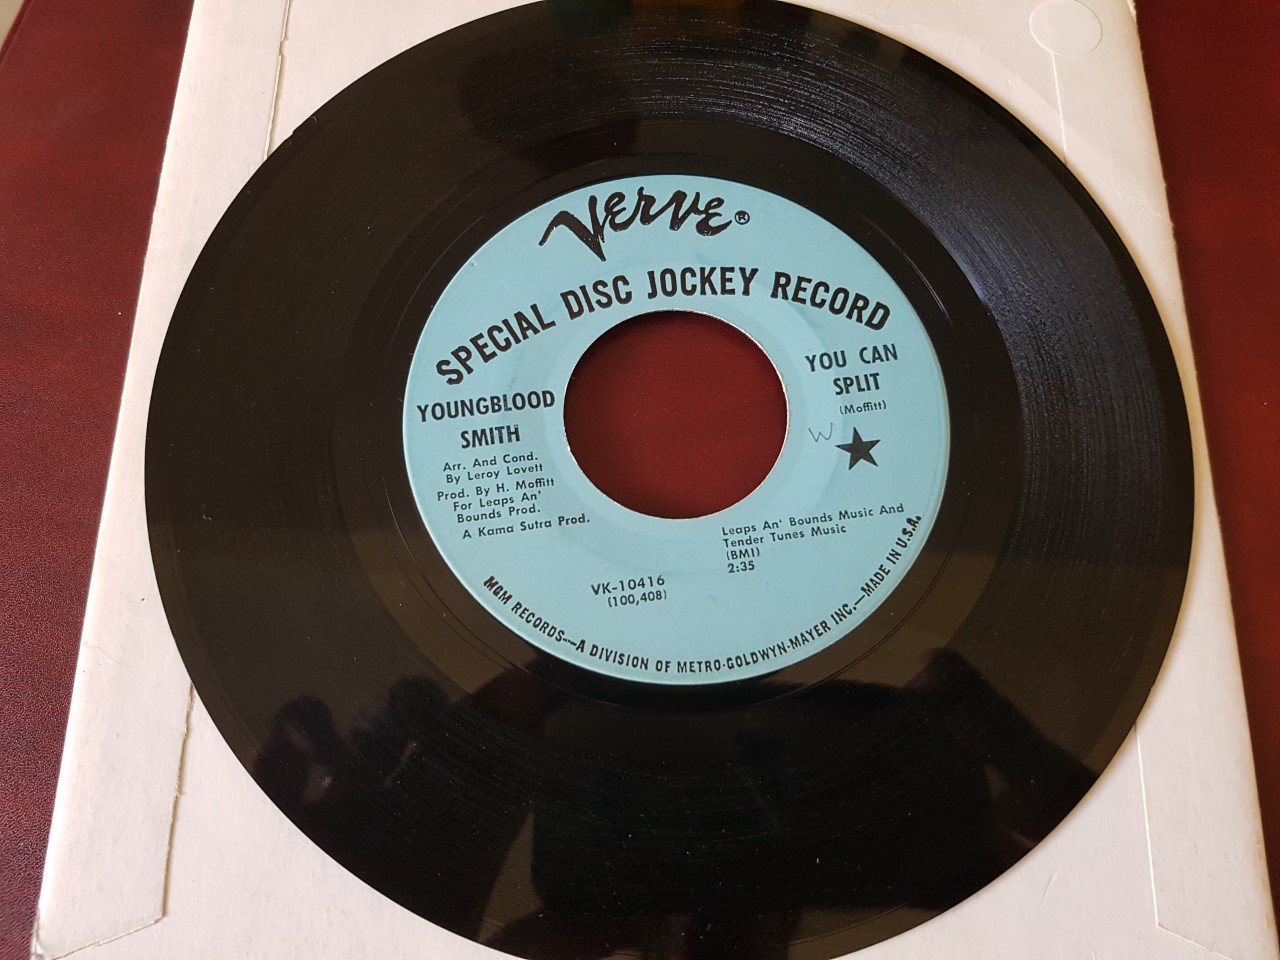 VERVE®
SPECIAL DISC JOCKEY RECORD
YOUNGBLOOD
SMITH
Arr. And Cond.
By Leroy Lovett
Prod. By H. Moffitt
For Leaps An'
Bounds Prod.
A Kama Sutra Prod.
YOU CAN
SPLIT
(Moffitt)
W
Leaps An' Bounds Music And
Tender Tunes Music
(BMI)
2:35
VK-10416
(100,408)
MGM RECORDS—A DIVISION OF METRO-GOLDWYN-MAYER INC.—MADE IN U.S.A.